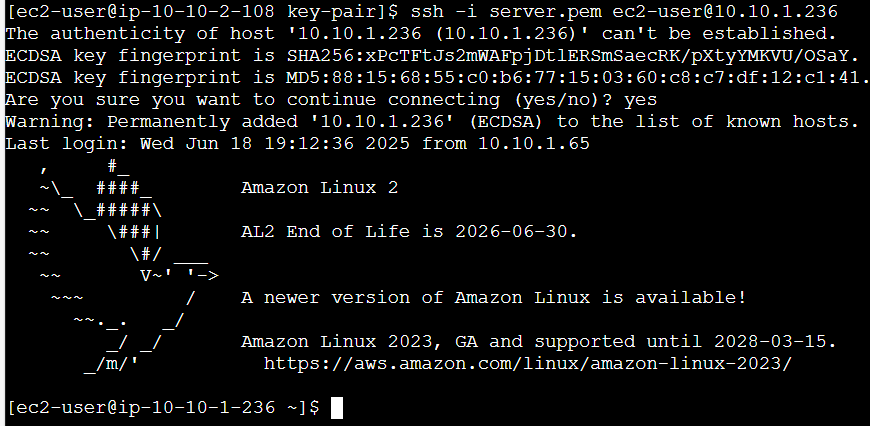 [ec2-user@ip-10-10-2-108 key-pair]$ ssh -i server.pem ec2-user@10.10.1.236
The authenticity of host '10.10.1.236 (10.10.1.236)' can't be established.
ECDSA key fingerprint is SHA256:xPcTFtJs2mWAFpjDtlERSmSaecRK/pXtyYMKVU/OSaY.
ECDSA key fingerprint is MD5:88:15:68:55:c0:b6:77:15:03:60:c8:c7:df:12:c1:41.
Are you sure you want to continue connecting (yes/no)? yes
Warning: Permanently added '10.10.1.236' (ECDSA) to the list of known hosts.
Last login: Wed Jun 18 19:12:36 2025 from 10.10.1.65
   ,     #_
   ~\_  ####_        Amazon Linux 2
  ~~  \_#####\
  ~~     \###|       AL2 End of Life is 2026-06-30.
  ~~       \#/ ___
   ~~       V~' '->
    ~~~         /    A newer version of Amazon Linux is available!
      ~~._.   _/
         _/ _/       Amazon Linux 2023, GA and supported until 2028-03-15.
       _/m/'           https://aws.amazon.com/linux/amazon-linux-2023/
[ec2-user@ip-10-10-1-236 ~]$